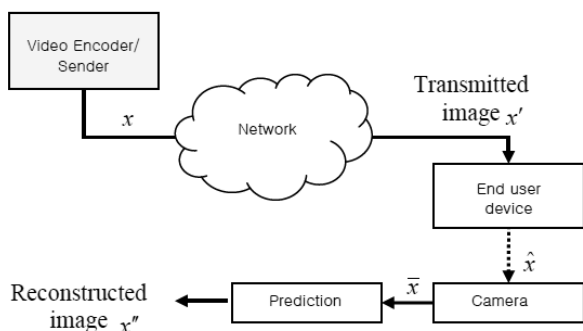 Video Encoder/
Sender
x
Network
Transmitted
image x′
End user
device
x̂
x̄
Reconstructed
image x″
Prediction
Camera